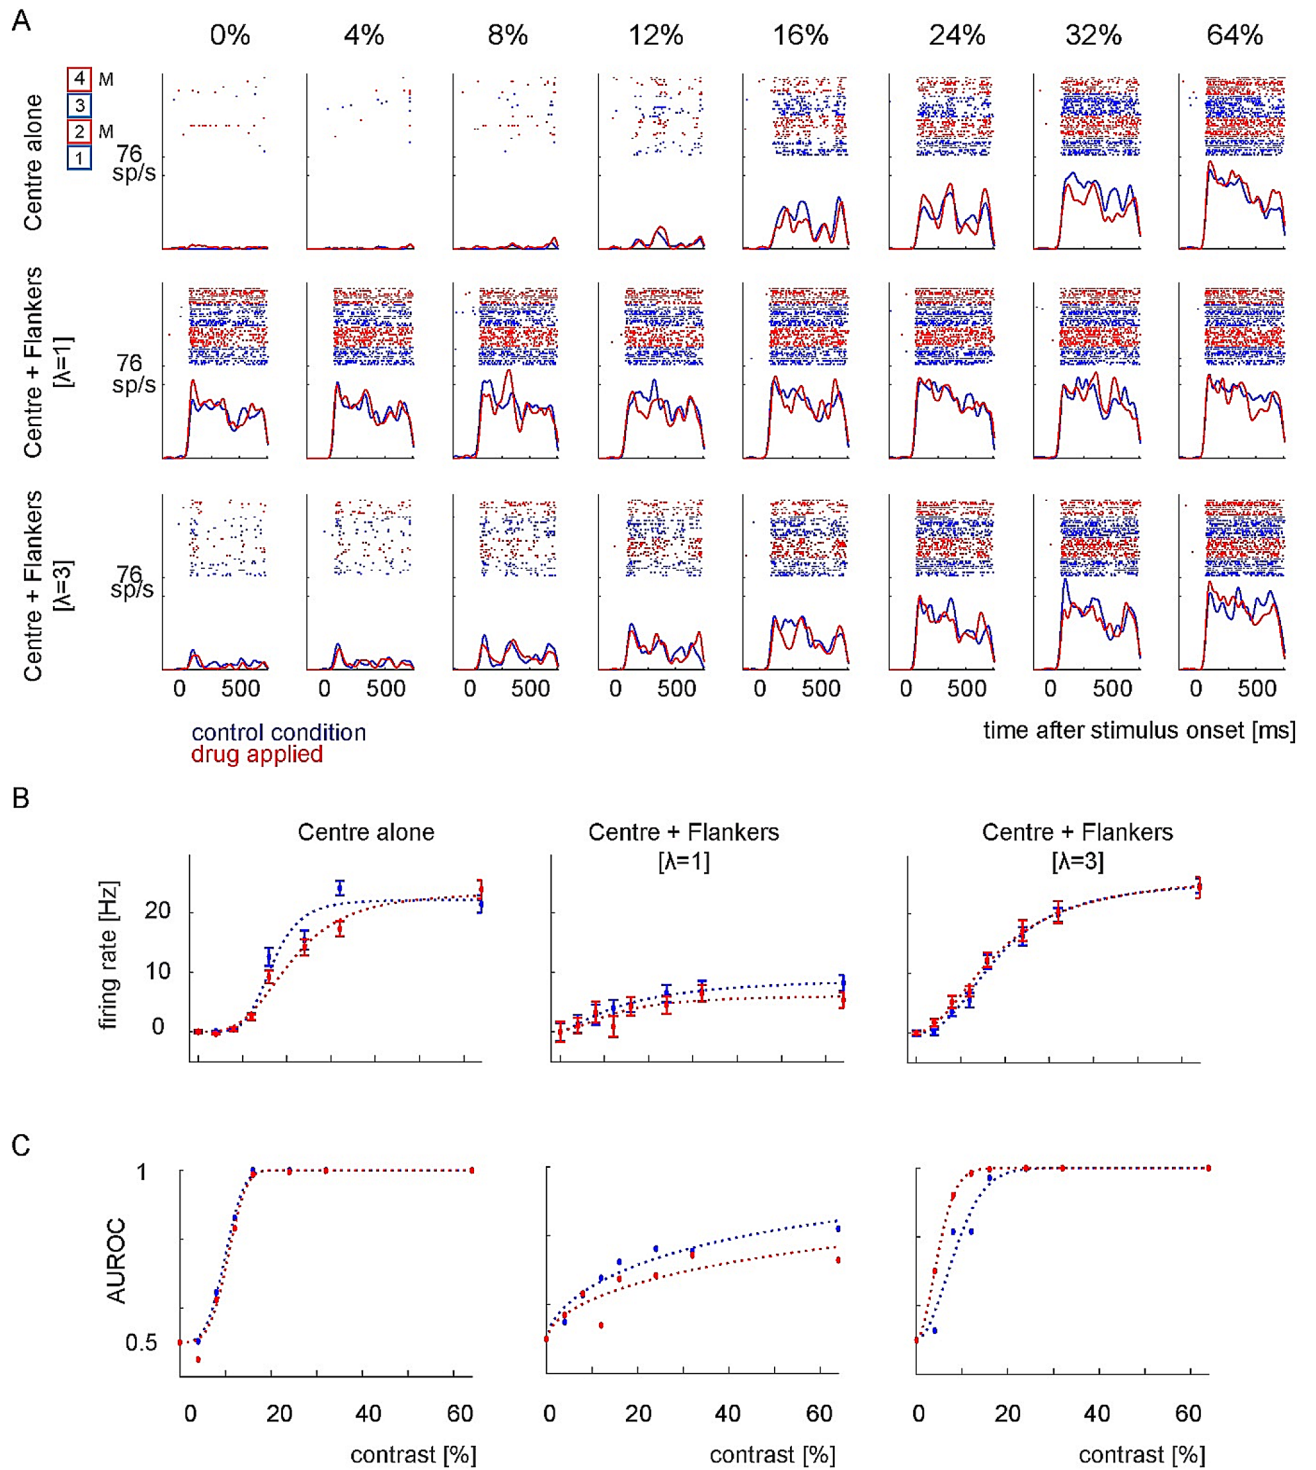 A
0% 4% 8% 12% 16% 24% 32% 64%
4 M
3
2 M
1
Centre alone
76
sp/s
Centre + Flankers
[λ=1]
76
sp/s
Centre + Flankers
[λ=3]
76
sp/s
0 500 0 500 0 500 0 500 0 500 0 500 0 500 0 500
control condition
drug applied
time after stimulus onset [ms]
B
Centre alone
Centre + Flankers
[λ=1]
Centre + Flankers
[λ=3]
firing rate [Hz]
20
10
0
C
AUROC
1
0.5
0 20 40 60 0 20 40 60 0 20 40 60
contrast [%] contrast [%] contrast [%]